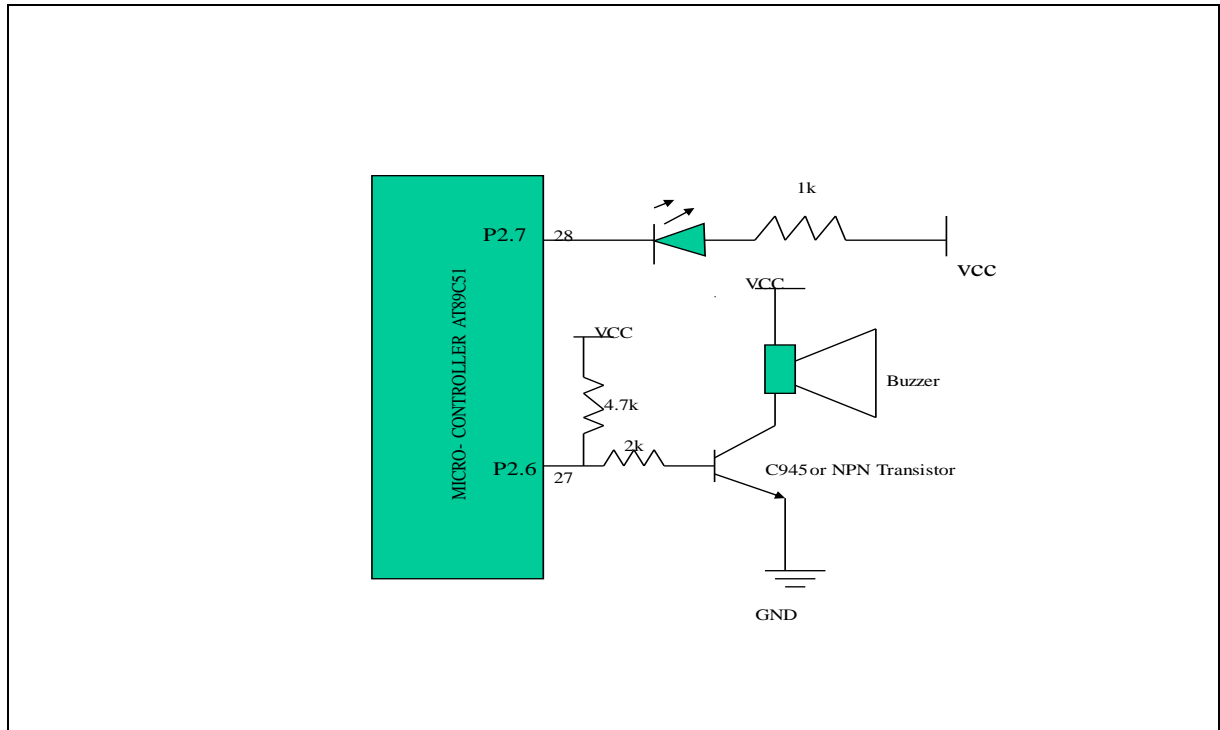 1k
P2.7
28
VCC
VCC
MICRO- CONTROLLER AT89C51
VCC
Buzzer
4.7k
2k
P2.6
27
C945 or NPN Transistor
GND